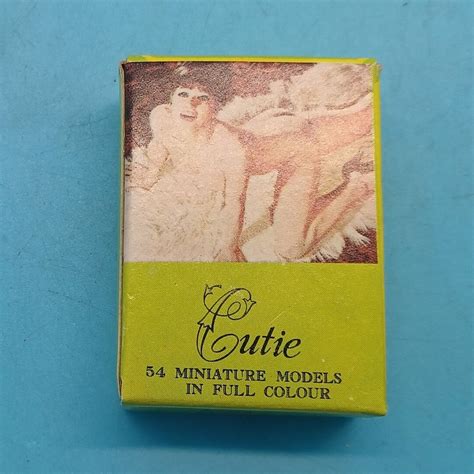 Cutie
54 MINIATURE MODELS
IN FULL COLOUR